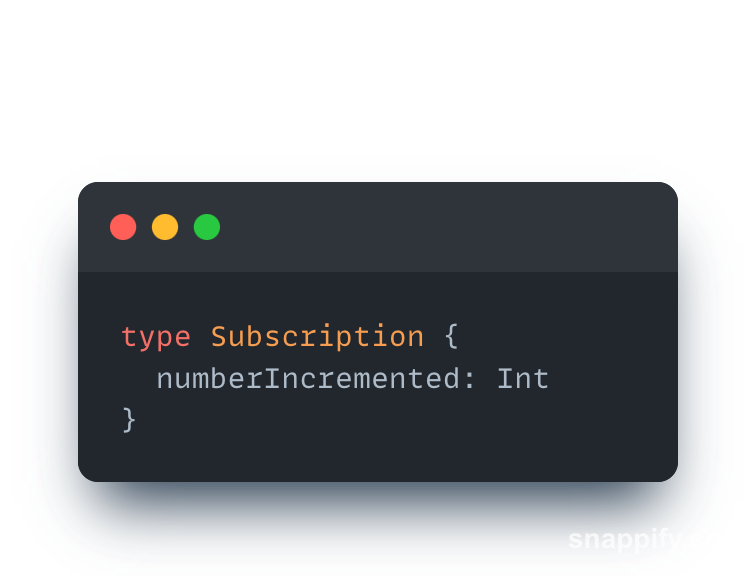 type Subscription {
  numberIncremented: Int
}
snappify